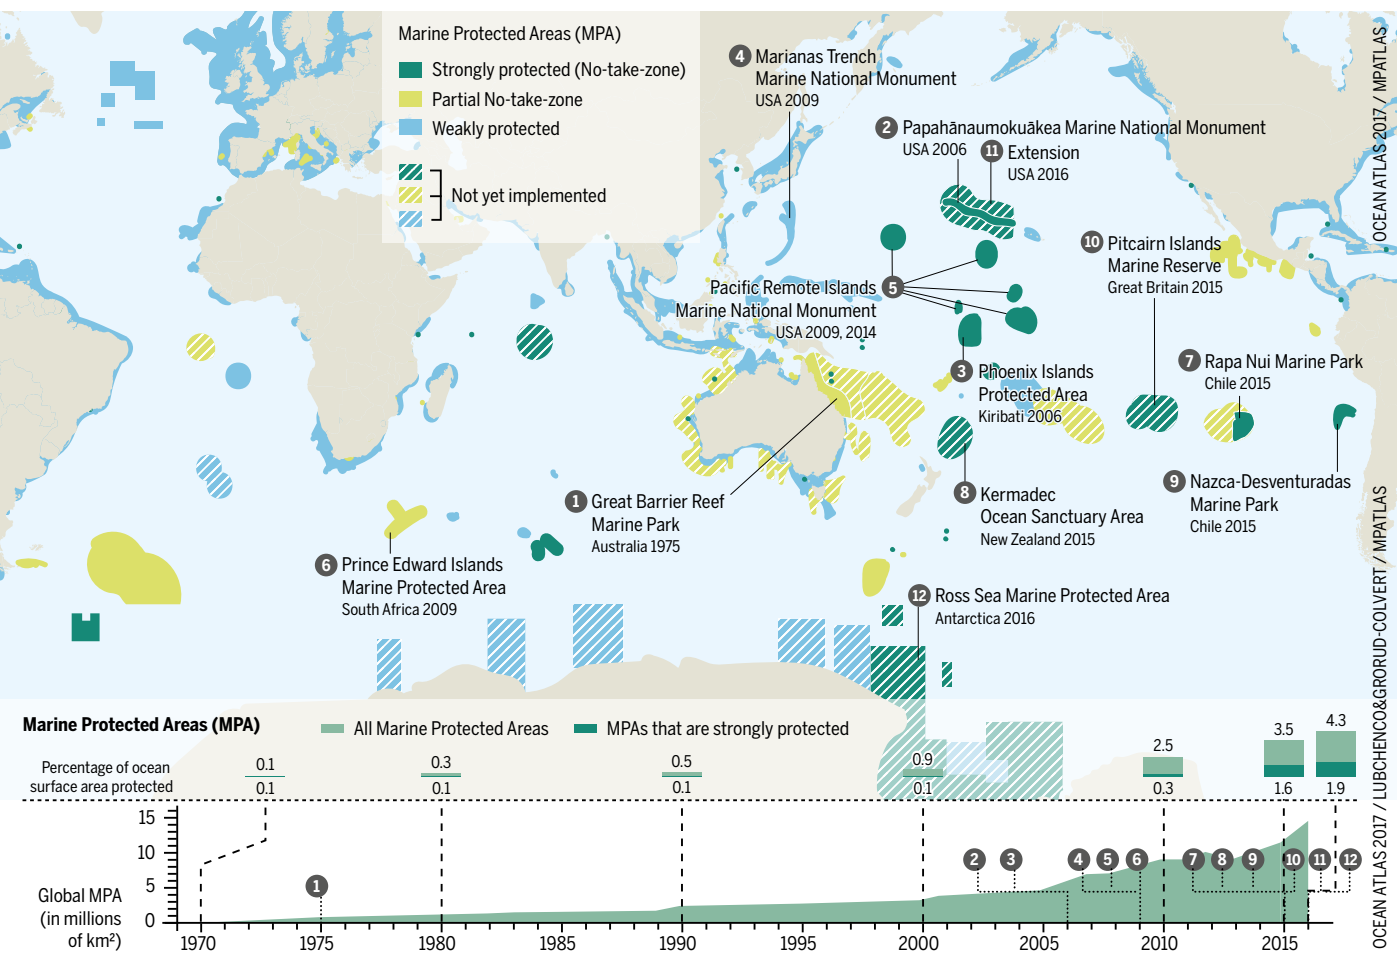 Marine Protected Areas (MPA)
Strongly protected (No-take-zone)
Partial No-take-zone
Weakly protected
Not yet implemented
4 Marianas Trench
Marine National Monument
USA 2009
2 Papahānaumokuākea Marine National Monument
USA 2006
11 Extension
USA 2016
10 Pitcairn Islands
Marine Reserve
Great Britain 2015
Pacific Remote Islands 5
Marine National Monument
USA 2009, 2014
3 Phoenix Islands
Protected Area
Kiribati 2006
7 Rapa Nui Marine Park
Chile 2015
1 Great Barrier Reef
Marine Park
Australia 1975
8 Kermadec
Ocean Sanctuary Area
New Zealand 2015
9 Nazca-Desventuradas
Marine Park
Chile 2015
6 Prince Edward Islands
Marine Protected Area
South Africa 2009
12 Ross Sea Marine Protected Area
Antarctica 2016
Marine Protected Areas (MPA)
All Marine Protected Areas
MPAs that are strongly protected
Percentage of ocean
surface area protected
0.1 0.3 0.5 0.9 2.5 3.5 4.3
0.1 0.1 0.1 0.1 0.3 1.6 1.9
15
10
5
0
Global MPA
(in millions
of km²)
1 2 3 4 5 6 7 8 9 10 11 12
1970 1975 1980 1985 1990 1995 2000 2005 2010 2015
OCEAN ATLAS 2017 / LUBCHENCO&GRORUD-COLVERT / MPATLAS
OCEAN ATLAS 2017 / MPATLAS